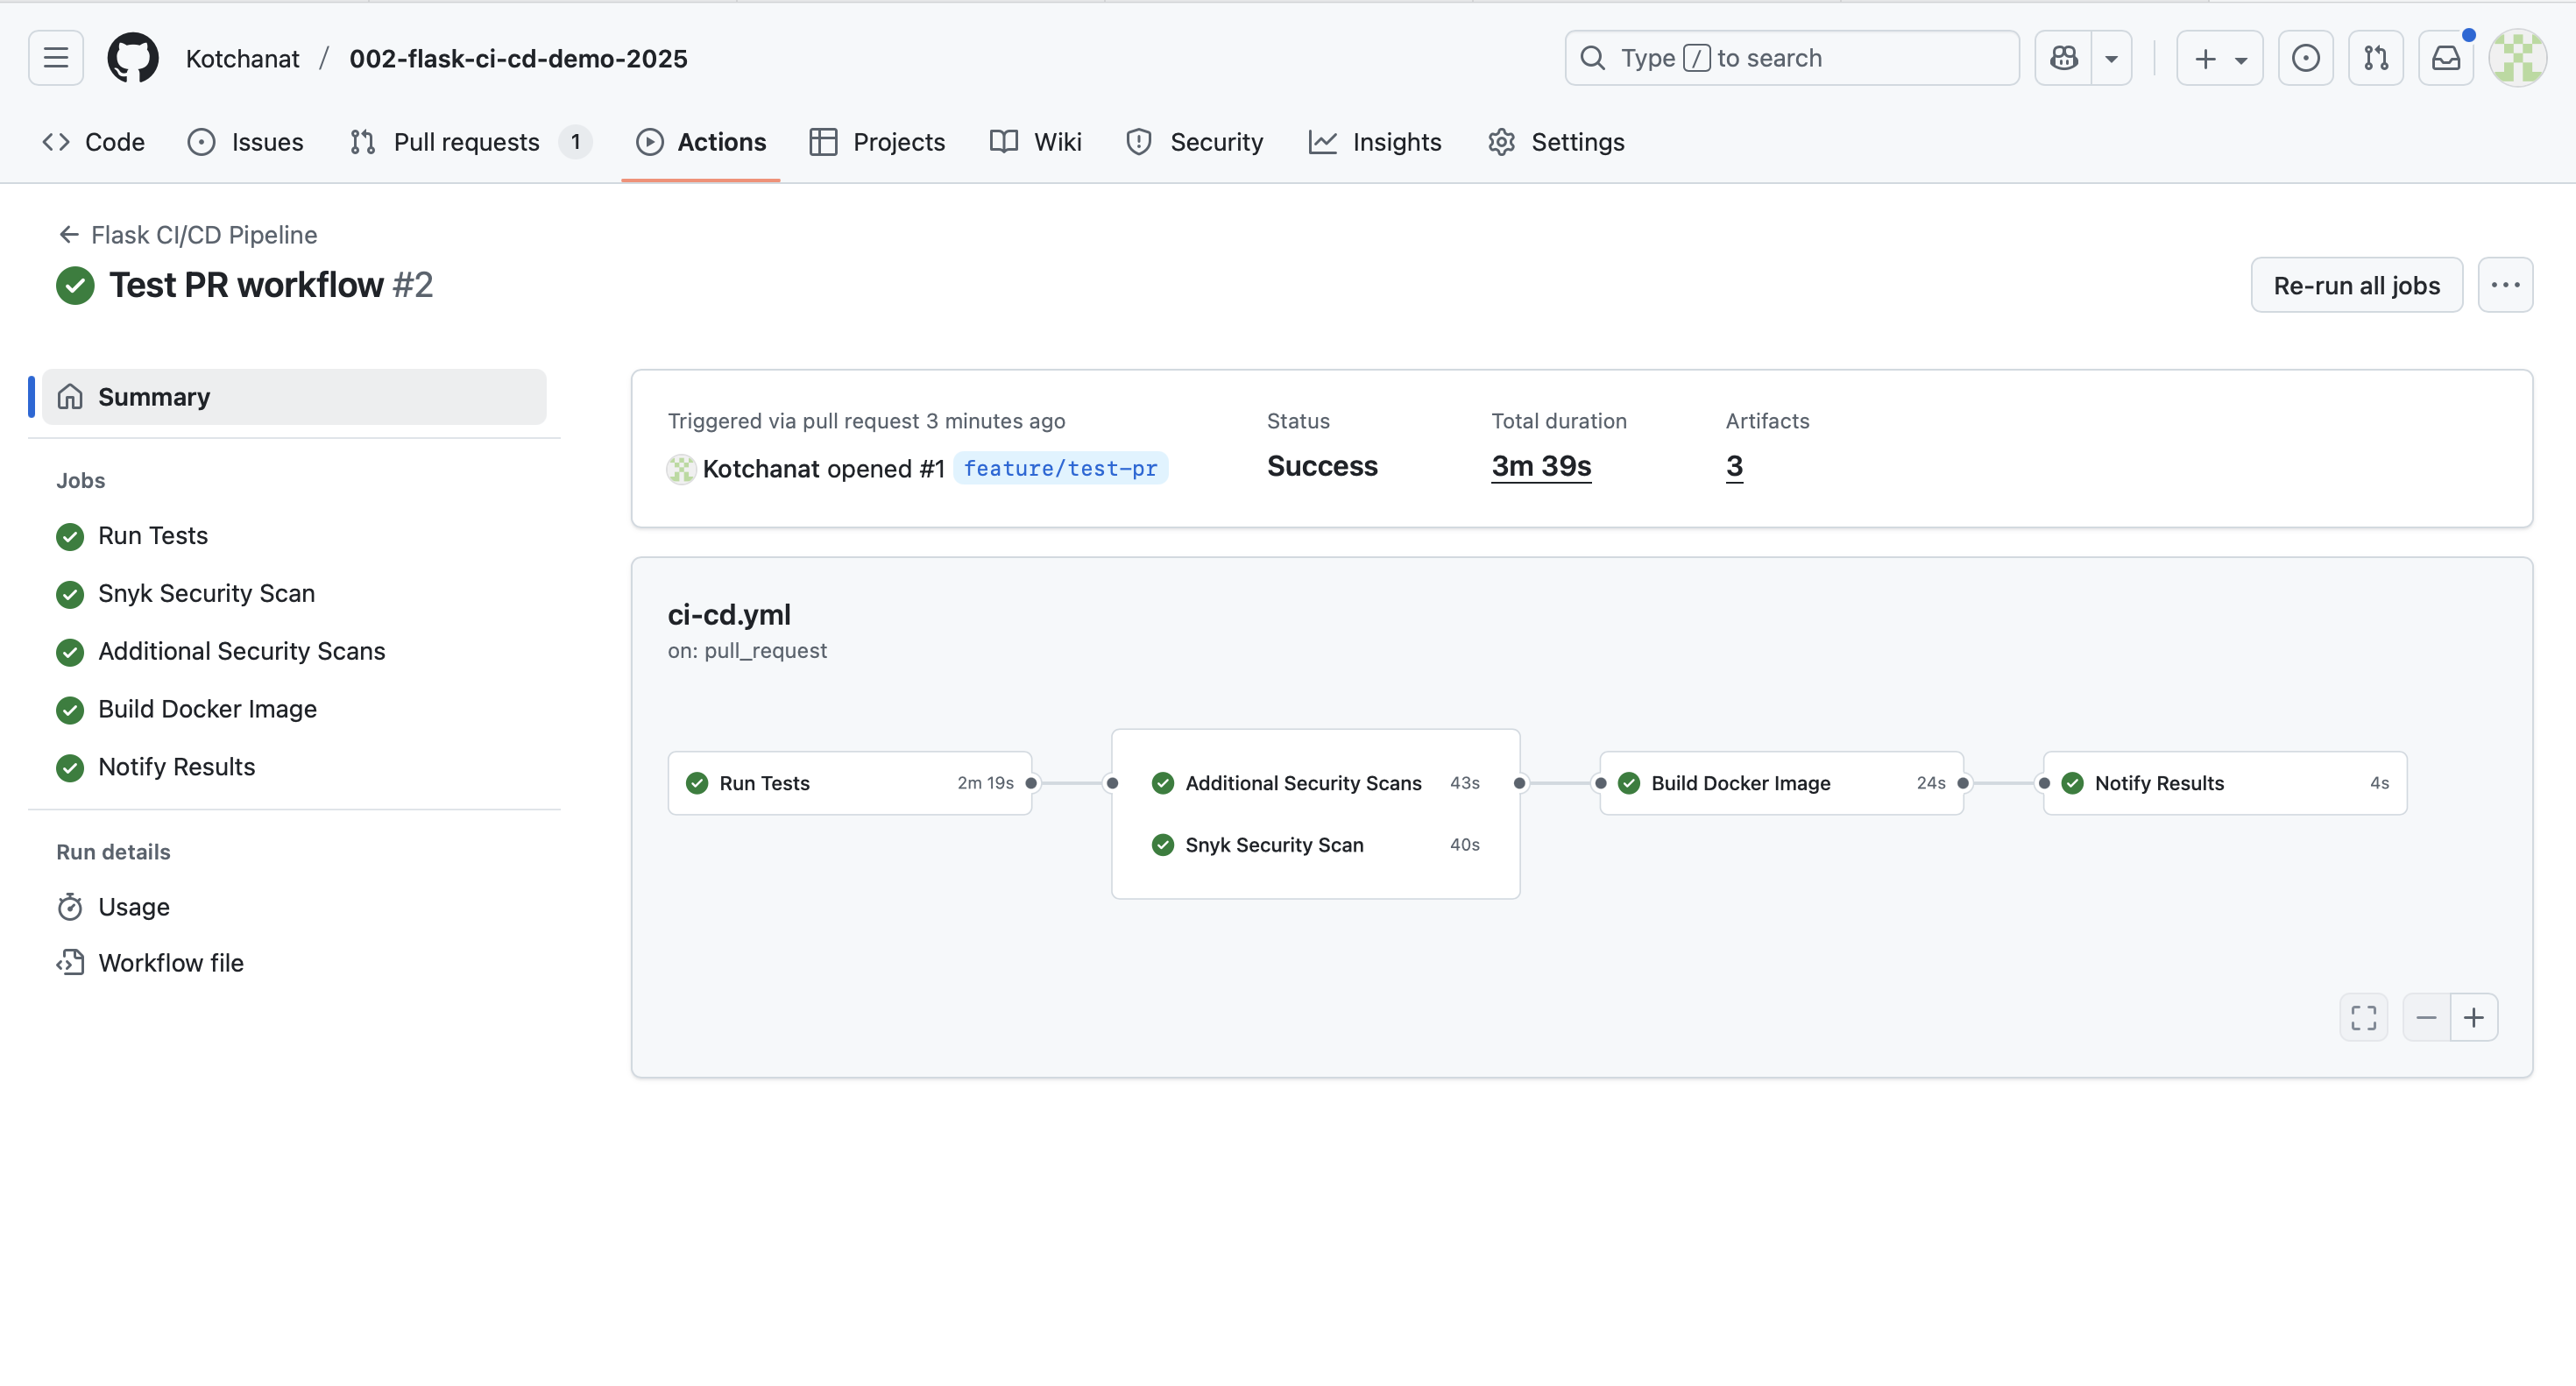 Kotchanat / 002-flask-ci-cd-demo-2025
Type / to search
Code
Issues
Pull requests 1
Actions
Projects
Wiki
Security
Insights
Settings
Flask CI/CD Pipeline
Test PR workflow #2
Re-run all jobs
Summary
Jobs
Run Tests
Snyk Security Scan
Additional Security Scans
Build Docker Image
Notify Results
Run details
Usage
Workflow file
Triggered via pull request 3 minutes ago
Kotchanat opened #1 feature/test-pr
Status
Success
Total duration
3m 39s
Artifacts
3
ci-cd.yml
on: pull_request
Run Tests 2m 19s
Additional Security Scans 43s
Snyk Security Scan 40s
Build Docker Image 24s
Notify Results 4s